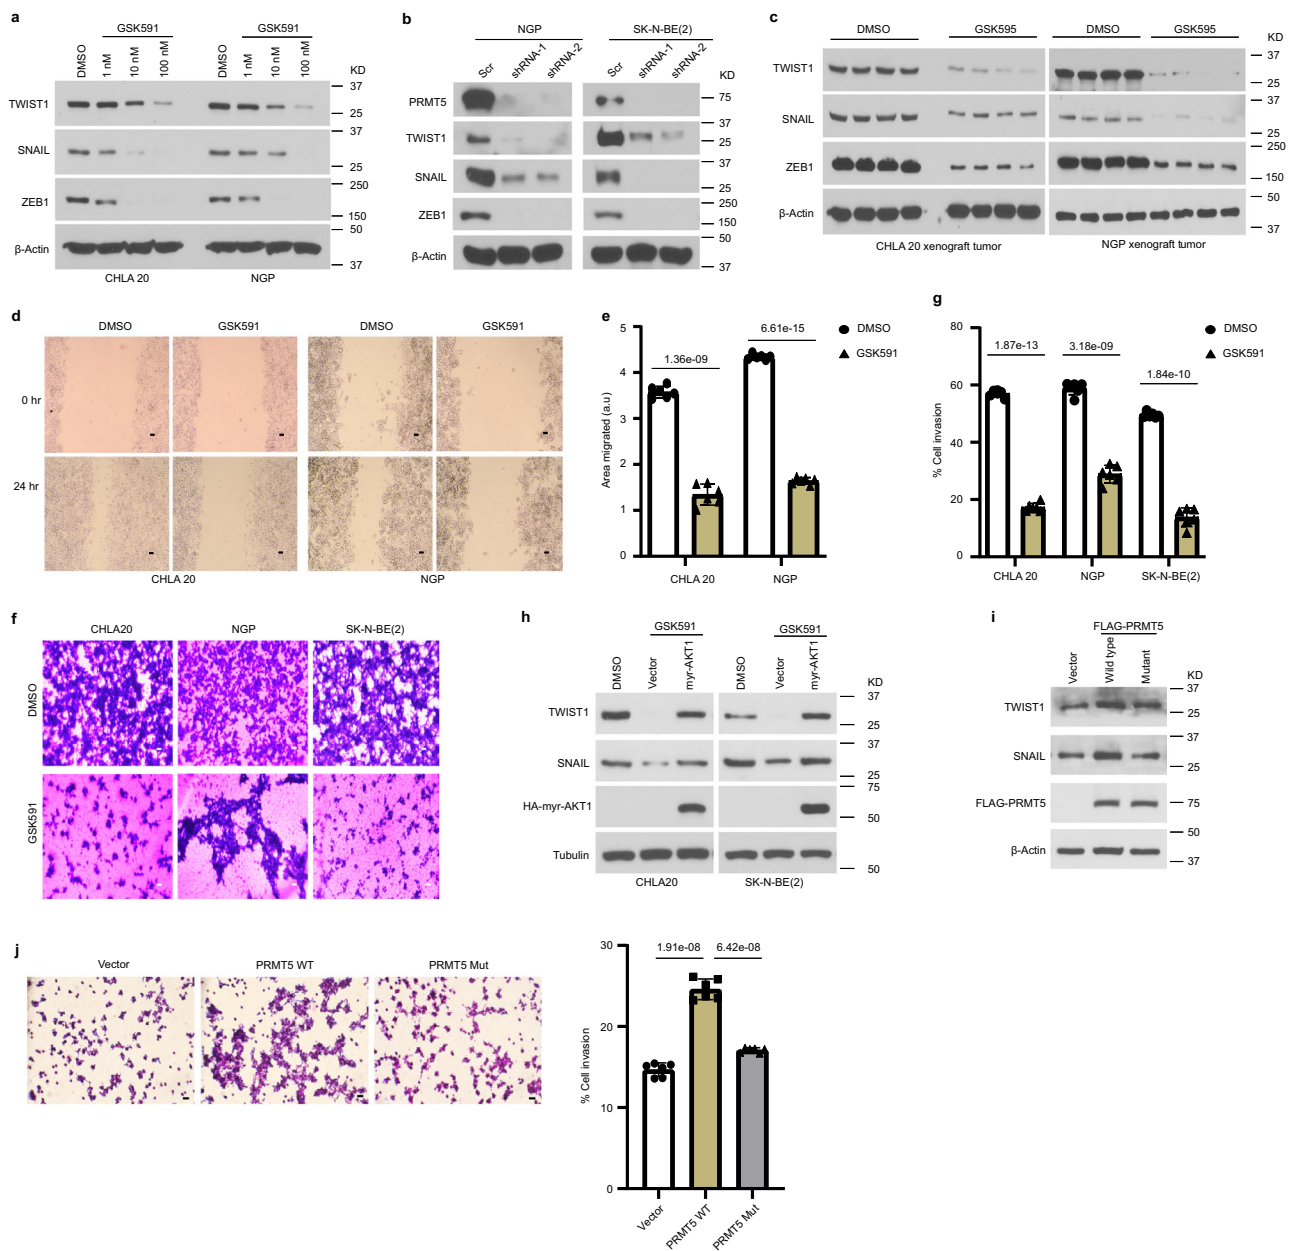 a
GSK591
GSK591
DMSO
1 nM
10 nM
100 nM
DMSO
1 nM
10 nM
100 nM
KD
TWIST1
37
25
SNAIL
37
25
ZEB1
250
150
β-Actin
50
37
CHLA 20
NGP
b
NGP
SK-N-BE(2)
Scr
shRNA-1
shRNA-2
Scr
shRNA-1
shRNA-2
KD
PRMT5
75
TWIST1
37
25
SNAIL
37
25
ZEB1
250
150
β-Actin
50
37
c
DMSO
GSK595
DMSO
GSK595
KD
TWIST1
37
25
SNAIL
37
25
ZEB1
250
150
β-Actin
50
37
CHLA 20 xenograft tumor
NGP xenograft tumor
d
DMSO
GSK591
DMSO
GSK591
0 hr
24 hr
CHLA 20
NGP
e
Area migrated (a.u)
5
4
3
2
1
0
1.36e-09
6.61e-15
DMSO
GSK591
CHLA 20
NGP
g
% Cell invasion
80
60
40
20
0
1.87e-13
3.18e-09
1.84e-10
DMSO
GSK591
CHLA 20
NGP
SK-N-BE(2)
f
CHLA20
NGP
SK-N-BE(2)
DMSO
GSK591
h
GSK591
GSK591
DMSO
Vector
myr-AKT1
DMSO
Vector
myr-AKT1
KD
TWIST1
37
25
SNAIL
37
25
HA-myr-AKT1
75
50
Tubulin
50
CHLA20
SK-N-BE(2)
i
FLAG-PRMT5
Vector
Wild type
Mutant
KD
TWIST1
37
25
SNAIL
37
25
FLAG-PRMT5
75
50
β-Actin
37
j
Vector
PRMT5 WT
PRMT5 Mut
% Cell invasion
30
20
10
0
1.91e-08
6.42e-08
Vector
PRMT5 WT
PRMT5 Mut